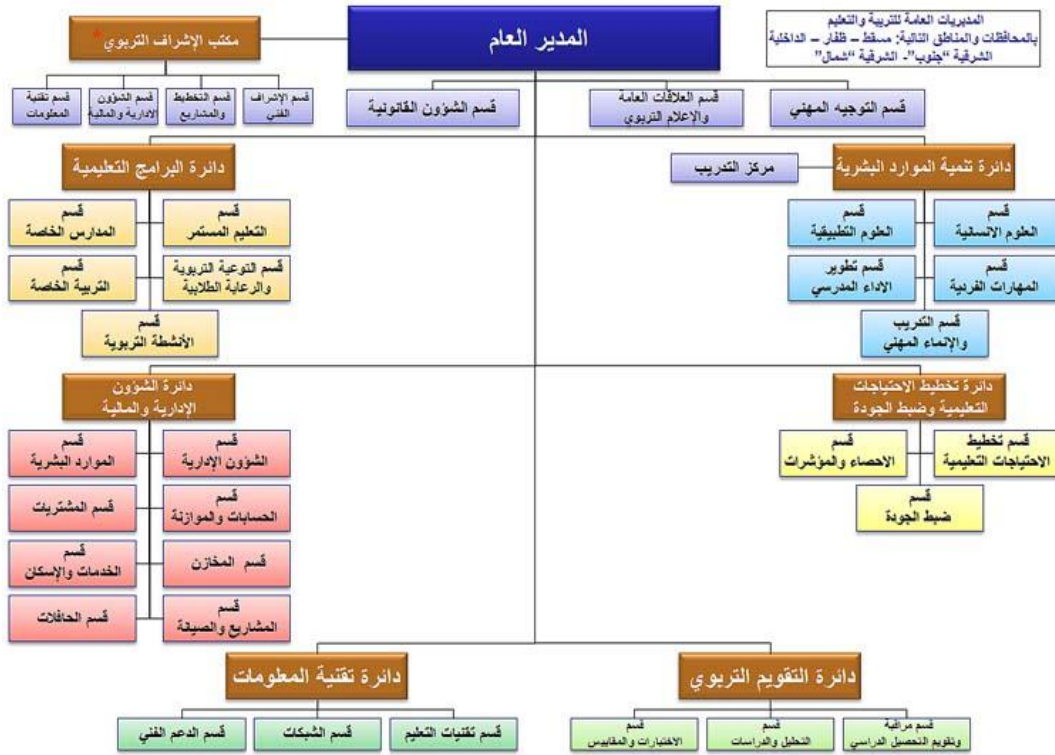 المديريات العامة للتربية والتعليم
بالمحافظات والمناطق التالية: مسقط – ظفار – الداخلية
الشرقية "جنوب"- الشرقية "شمال"
المدير العام
مكتب الإشراف التربوي *
قسم التوجيه المهني
قسم العلاقات العامة
والإعلام التربوي
قسم الشؤون القانونية
قسم الإشراف
الفني
قسم التخطيط
والمشاريع
قسم الشؤون
الادارية والمالية
قسم تقنية
المعلومات
دائرة تنمية الموارد البشرية
مركز التدريب
قسم
العلوم الانسانية
قسم
العلوم التطبيقية
قسم
المهارات الفردية
قسم تطوير
الاداء المدرسي
قسم التدريب
والإنماء المهني
دائرة البرامج التعليمية
قسم
التعليم المستمر
قسم
المدارس الخاصة
قسم التوعية التربوية
والرعاية الطلابية
قسم
التربية الخاصة
قسم
الأنشطة التربوية
دائرة تخطيط الاحتياجات
التعليمية وضبط الجودة
قسم تخطيط
الاحتياجات التعليمية
قسم
الاحصاء والمؤشرات
قسم
ضبط الجودة
دائرة الشؤون
الإدارية والمالية
قسم
الشؤون الإدارية
قسم
الموارد البشرية
قسم
الحسابات والموازنة
قسم المشتريات
قسم المخازن
قسم
الخدمات والإسكان
قسم
المشاريع والصيانة
قسم الحافلات
دائرة التقويم التربوي
قسم مراقبة
وتقويم التحصيل الدراسي
قسم
التحليل والدراسات
قسم
الاختبارات والمقاييس
دائرة تقنية المعلومات
قسم تقنيات التعليم
قسم الشبكات
قسم الدعم الفني